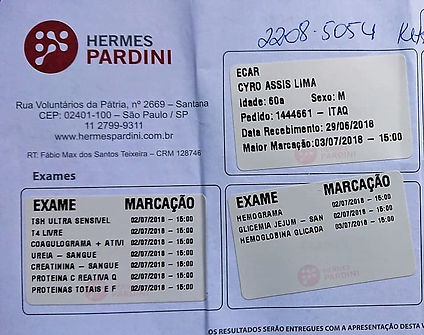 2208-5054
HERMES
PARDINI
Rua Voluntários da Pátria, nº 2669 – Santana
CEP: 02401-100 – São Paulo / SP
11 2799-9311
www.hermespardini.com.br
RT: Fábio Max dos Santos Teixeira – CRM 128746
ECAR
CYRO ASSIS LIMA
Idade: 60a Sexo: M
Pedido: 1444561 - ITAQ
Data Recebimento: 29/06/2018
Maior Marcação: 03/07/2018 - 15:00
HERMES
PARDINI
Exames
EXAME MARCAÇÃO
TSH ULTRA SENSIVEL 02/07/2018 - 15:00
T4 LIVRE 02/07/2018 - 15:00
COAGULOGRAMA + ATIVI 02/07/2018 - 15:00
UREIA - SANGUE 02/07/2018 - 15:00
CREATININA - SANGUE 02/07/2018 - 15:00
PROTEINA C REATIVA Q 02/07/2018 - 15:00
PROTEINAS TOTAIS E F 02/07/2018 - 15:00
HERMES
PARDINI
EXAME MARCAÇÃO
HEMOGRAMA 02/07/2018 - 15:00
GLICEMIA JEJUM - SAN 02/07/2018 - 15:00
HEMOGLOBINA GLICADA 03/07/2018 - 15:00
HERMES
PARDINI
OS RESULTADOS SERÃO ENTREGUES COM A APRESENTAÇÃO DESTA